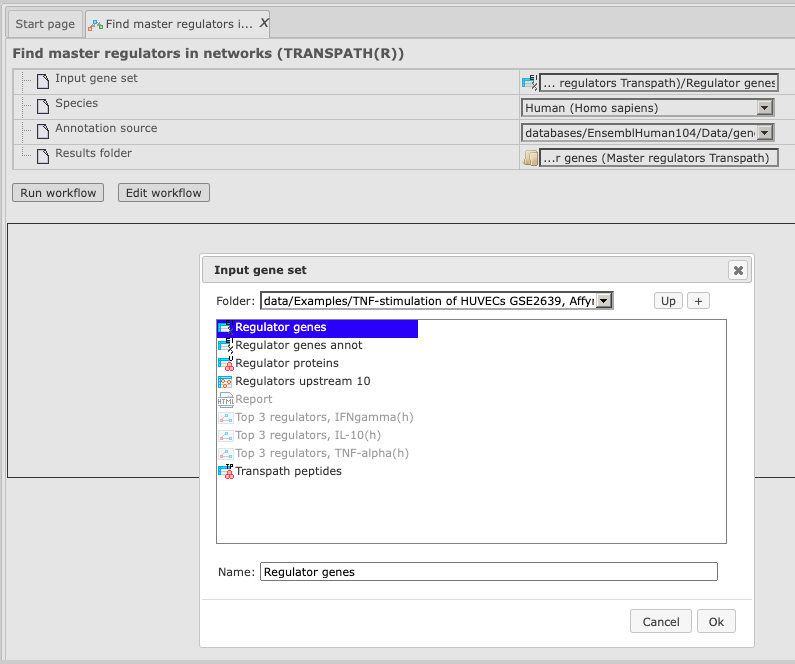 Start page
Find master regulators i... X
Find master regulators in networks (TRANSPATH(R))
Input gene set
... regulators Transpath)/Regulator genes
Species
Human (Homo sapiens)
Annotation source
databases/EnsemblHuman104/Data/gen
Results folder
...r genes (Master regulators Transpath)
Run workflow
Edit workflow
Input gene set
Folder: data/Examples/TNF-stimulation of HUVECs GSE2639, Affy
Up
+
Regulator genes
Regulator genes annot
Regulator proteins
Regulators upstream 10
HTML Report
Top 3 regulators, IFNgamma(h)
Top 3 regulators, IL-10(h)
Top 3 regulators, TNF-alpha(h)
Transpath peptides
Name: Regulator genes
Cancel
Ok